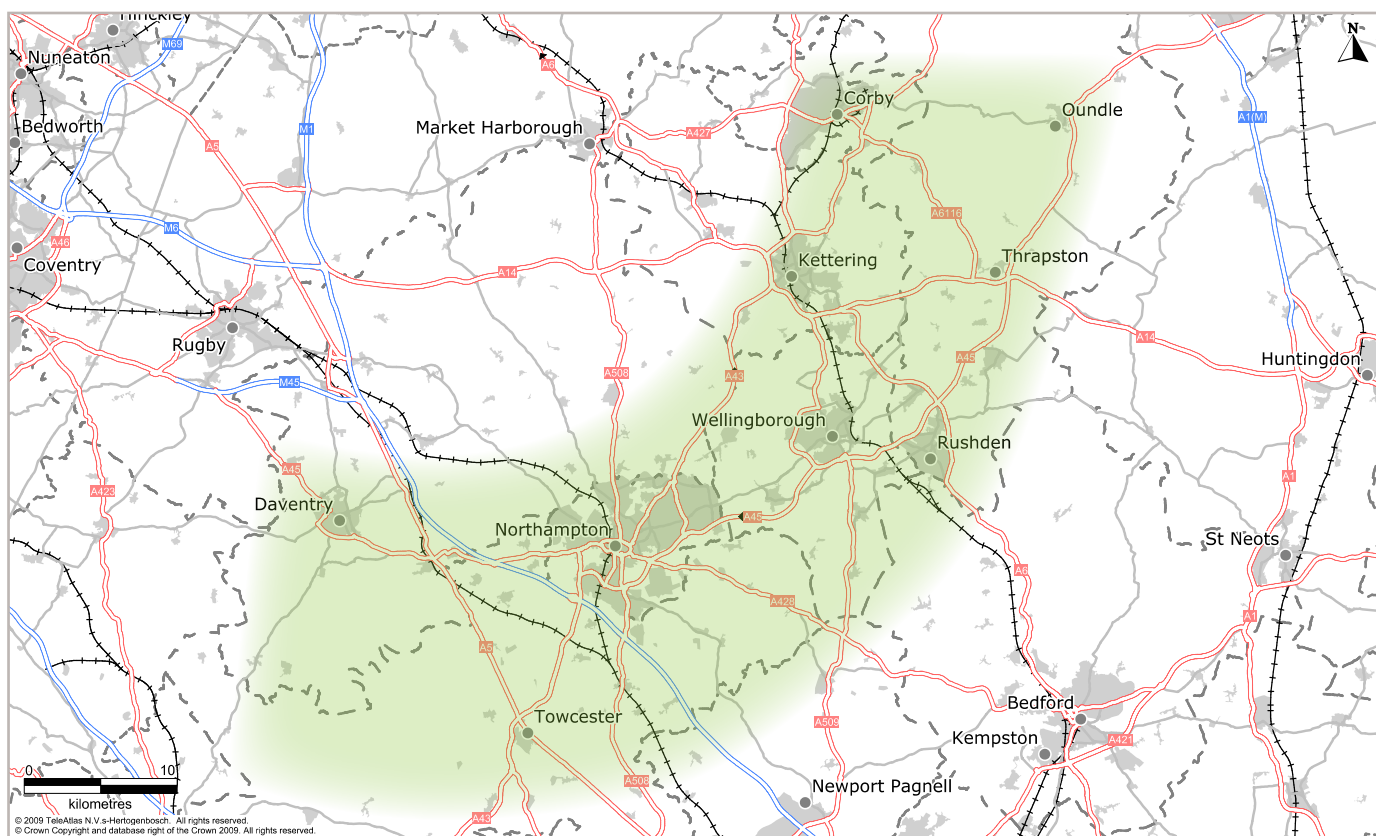 Hinckley
N
M69
Nuneaton
A6
Corby
Oundle
A1(M)
Bedworth
M1
Market Harborough
A427
A5
A6116
M6
A46
Coventry
A14
Kettering
Thrapston
Rugby
A14
A45
Huntingdon
M45
A508
A43
Wellingborough
Rushden
A45
A423
A1
Daventry
Northampton
A45
St Neots
A6
A428
A1
A5
Bedford
Towcester
A509
Kempston
A421
0 10
kilometres
A508
Newport Pagnell
A43
© 2009 TeleAtlas N.V.s-Hertogenbosch. All rights reserved.
© Crown Copyright and database right of the Crown 2009. All rights reserved.